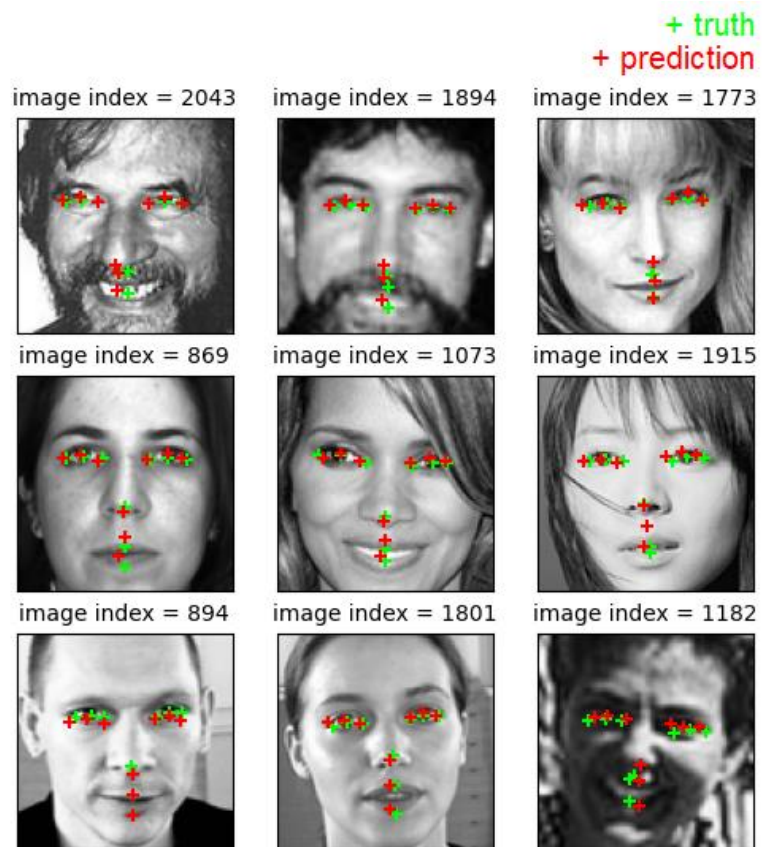 + truth
+ prediction
image index = 2043
image index = 1894
image index = 1773
image index = 869
image index = 1073
image index = 1915
image index = 894
image index = 1801
image index = 1182